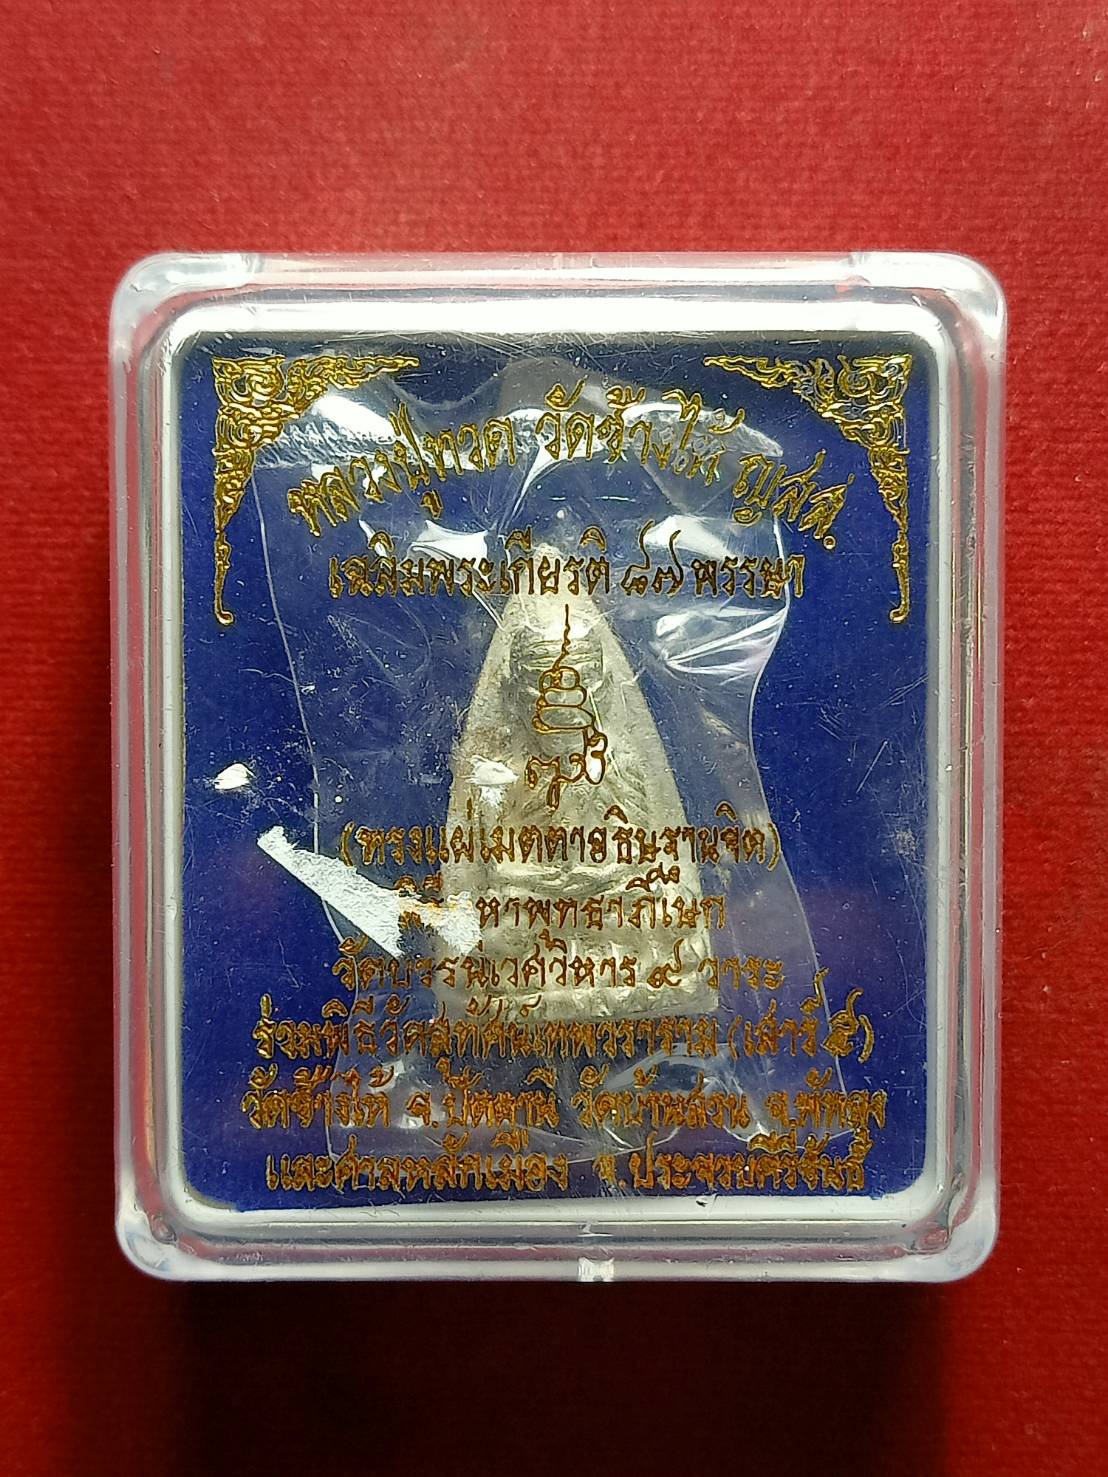 หลวงปู่ทวด วัดช้างไห้ ญสส.
เฉลิมพระเกียรติ ๘๗ พรรษา
(ทรงแผ่เมตตาอธิษฐานจิต)
หาพุทธาภิเษก
วัดบวรนิเวศวิหาร ๙ วาระ
ร่วมพิธีวัดสุทัศน์เทพวราราม (เสาร์ ๕)
วัดช้างไห้ จ.ปัตตานี วัดบ้านสวน จ.พัทลุง
และศาลหลักเมือง จ.ประจวบคีรีขันธ์